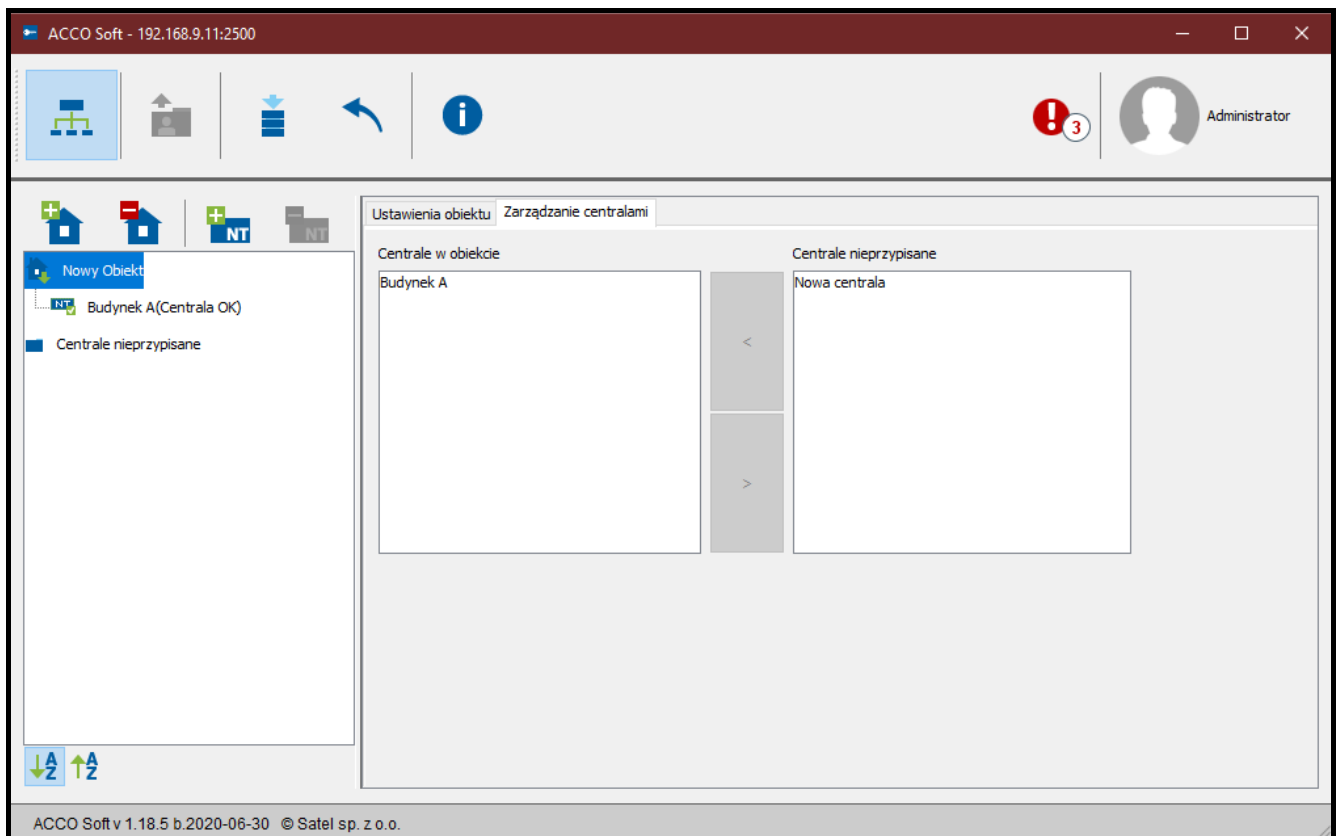 ACCO Soft - 192.168.9.11:2500
3
Administrator
NT
NT
Nowy Obiekt
NT
Budynek A(Centrala OK)
Centrale nieprzypisane
A
Z
A
Z
Ustawienia obiektu
Zarządzanie centralami
Centrale w obiekcie
Budynek A
<
>
Centrale nieprzypisane
Nowa centrala
ACCO Soft v 1.18.5 b.2020-06-30 © Satel sp. z o.o.